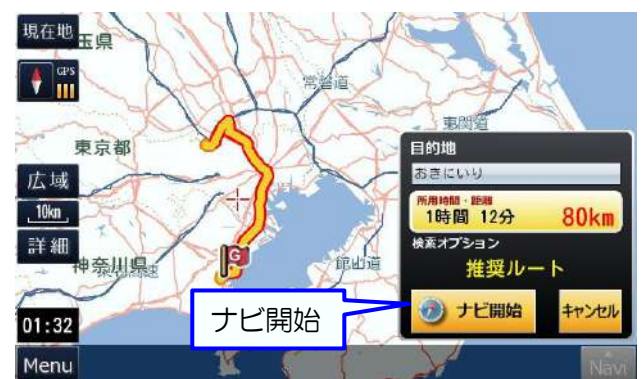 現在地
玉県
GPS
常磐道
東関道
東京都
目的地
おきにいり
広域
所用時間・距離
10km
1時間 12分 80km
詳細
検索オプション
神奈川県
館山道
推奨ルート
ナビ開始
ナビ開始
キャンセル
01:32
Menu
Navi